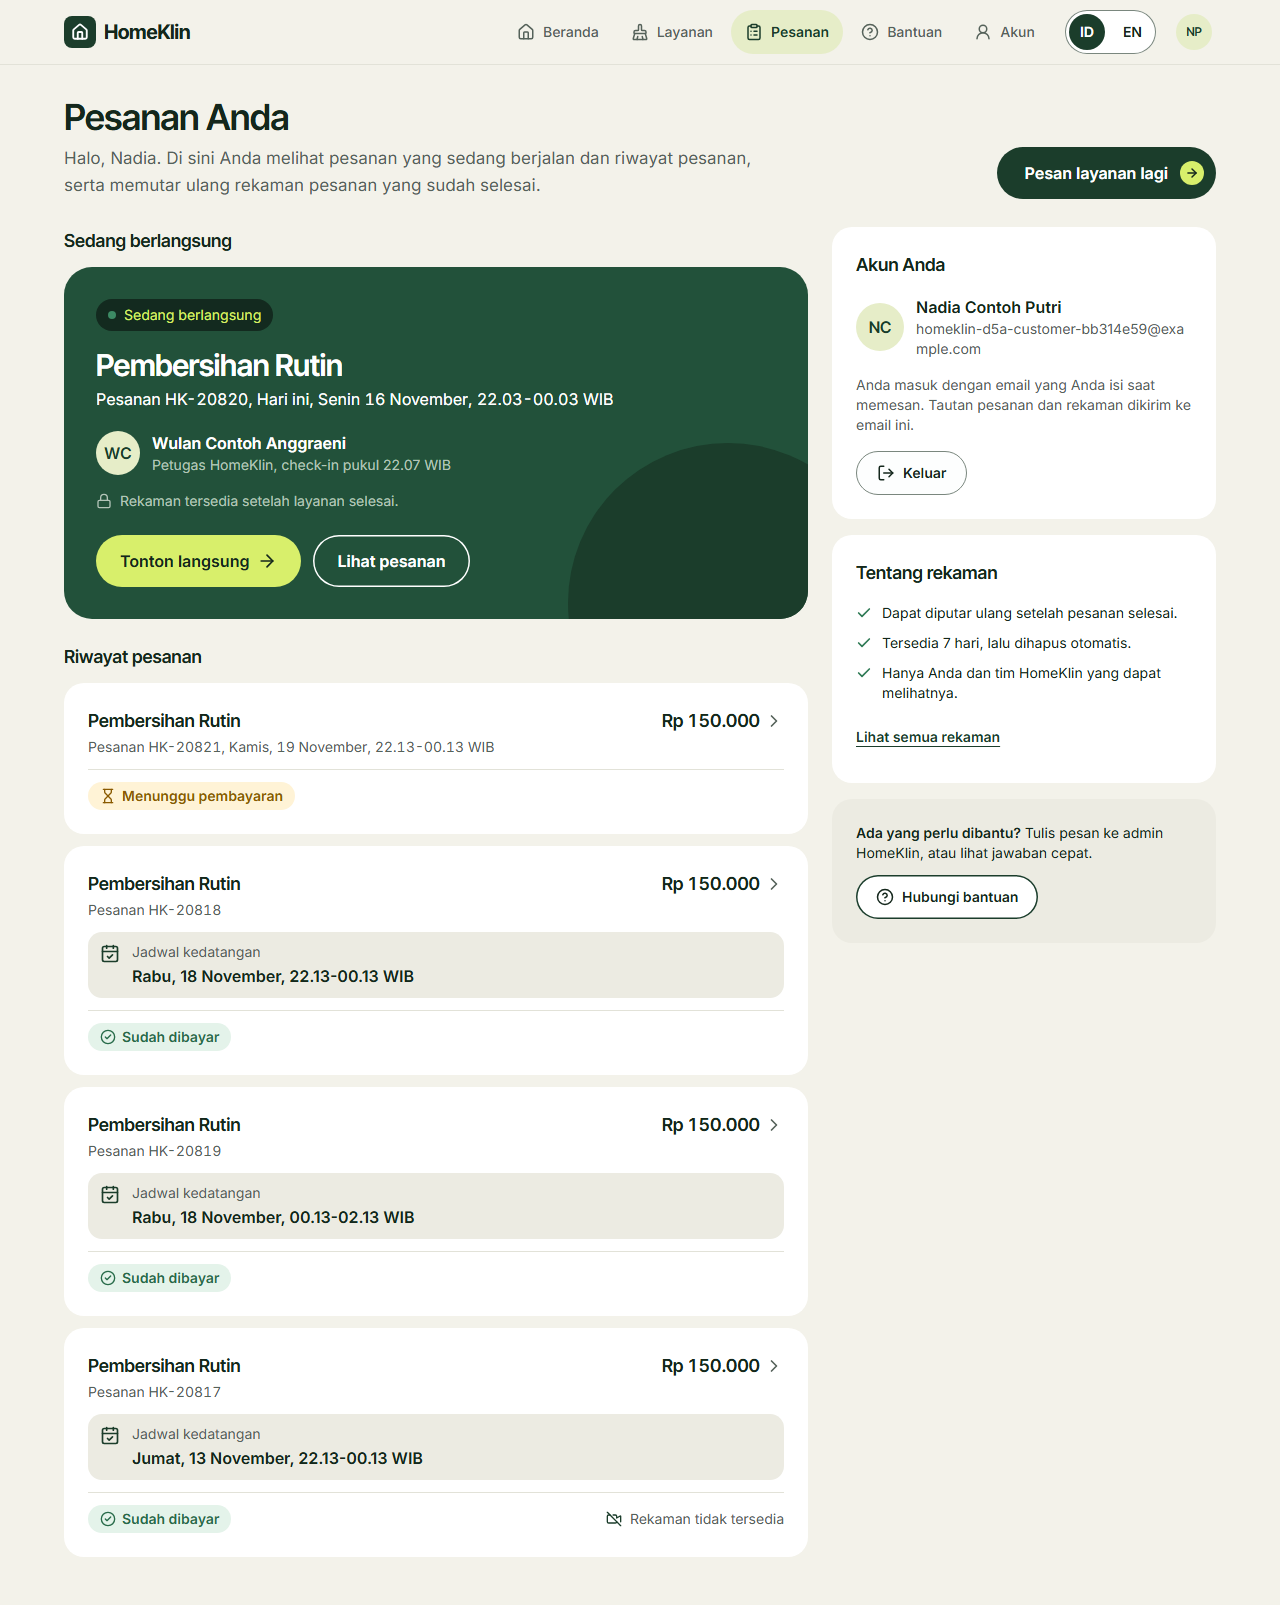 HomeKlin
Beranda
Layanan
Pesanan
Bantuan
Akun
ID
EN
NP
Pesanan Anda
Halo, Nadia. Di sini Anda melihat pesanan yang sedang berjalan dan riwayat pesanan,
serta memutar ulang rekaman pesanan yang sudah selesai.
Pesan layanan lagi
Sedang berlangsung
Sedang berlangsung
Pembersihan Rutin
Pesanan HK-20820, Hari ini, Senin 16 November, 22.03-00.03 WIB
WC
Wulan Contoh Anggraeni
Petugas HomeKlin, check-in pukul 22.07 WIB
Rekaman tersedia setelah layanan selesai.
Tonton langsung
Lihat pesanan
Riwayat pesanan
Pembersihan Rutin
Rp 150.000
Pesanan HK-20821, Kamis, 19 November, 22.13-00.13 WIB
Menunggu pembayaran
Pembersihan Rutin
Rp 150.000
Pesanan HK-20818
Jadwal kedatangan
Rabu, 18 November, 22.13-00.13 WIB
Sudah dibayar
Pembersihan Rutin
Rp 150.000
Pesanan HK-20819
Jadwal kedatangan
Rabu, 18 November, 00.13-02.13 WIB
Sudah dibayar
Pembersihan Rutin
Rp 150.000
Pesanan HK-20817
Jadwal kedatangan
Jumat, 13 November, 22.13-00.13 WIB
Sudah dibayar
Rekaman tidak tersedia
Akun Anda
NC
Nadia Contoh Putri
homeklin-d5a-customer-bb314e59@exa
mple.com
Anda masuk dengan email yang Anda isi saat
memesan. Tautan pesanan dan rekaman dikirim ke
email ini.
Keluar
Tentang rekaman
Dapat diputar ulang setelah pesanan selesai.
Tersedia 7 hari, lalu dihapus otomatis.
Hanya Anda dan tim HomeKlin yang dapat
melihatnya.
Lihat semua rekaman
Ada yang perlu dibantu? Tulis pesan ke admin
HomeKlin, atau lihat jawaban cepat.
Hubungi bantuan